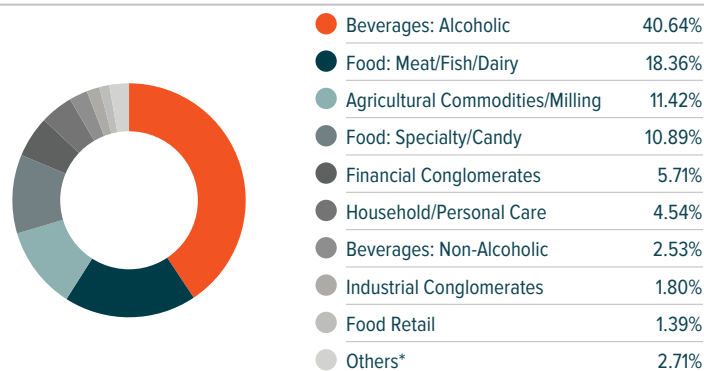 Beverages: Alcoholic 40.64%
Food: Meat/Fish/Dairy 18.36%
Agricultural Commodities/Milling 11.42%
Food: Specialty/Candy 10.89%
Financial Conglomerates 5.71%
Household/Personal Care 4.54%
Beverages: Non-Alcoholic 2.53%
Industrial Conglomerates 1.80%
Food Retail 1.39%
Others* 2.71%